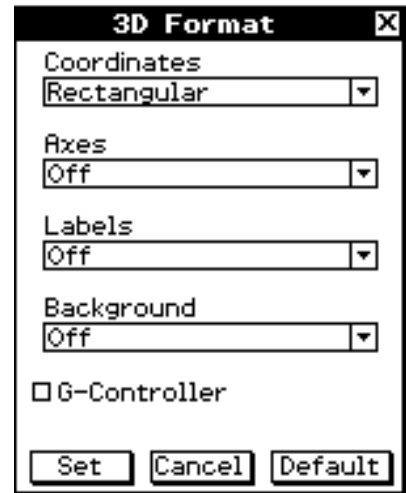 3D Format
Coordinates
Rectangular
Axes
Off
Labels
Off
Background
Off
G-Controller
Set Cancel Default